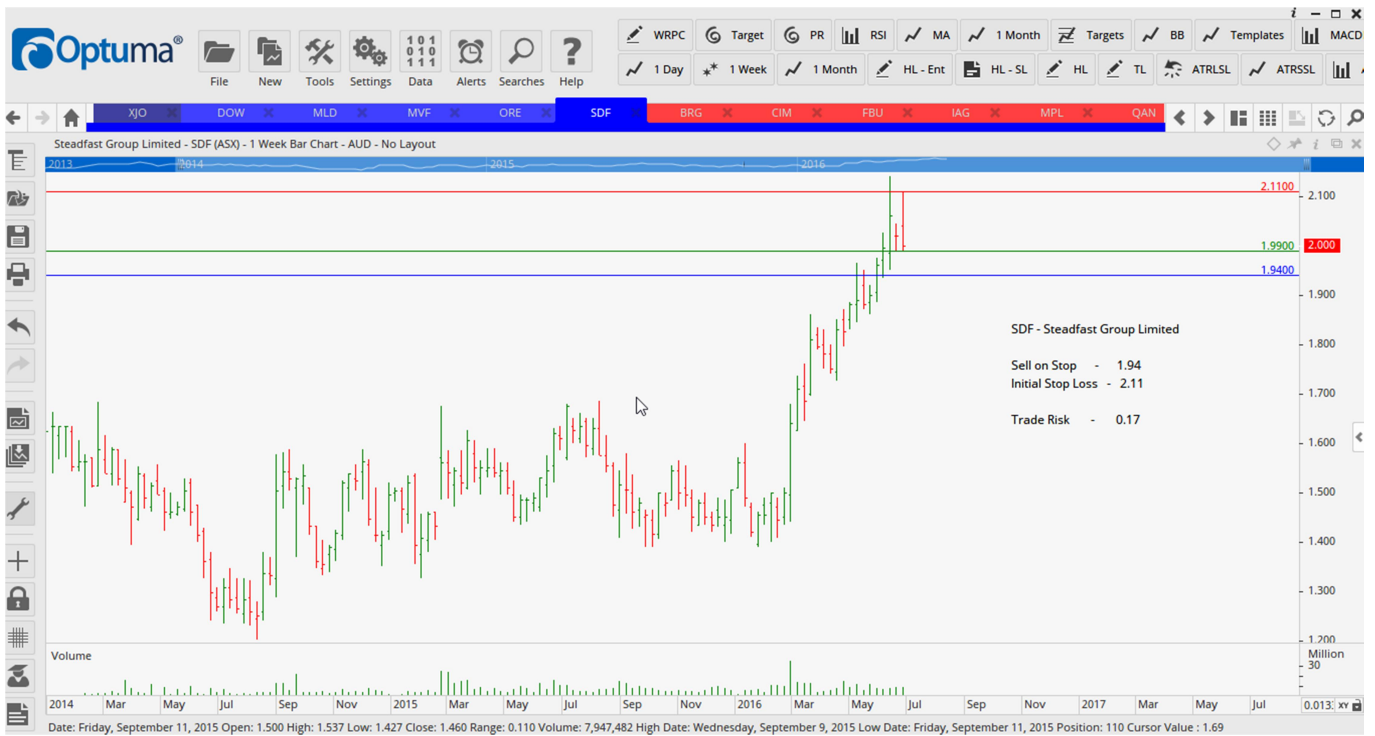 i
Optuma®
File
New
Tools
Settings
101
010
111
Data
Alerts
Searches
?
Help
WRPC
Target
PR
RSI
MA
1 Month
Targets
BB
Templates
MACD
1 Day
1 Week
1 Month
HL - Ent
HL - SL
HL
TL
ATRLSL
ATRSSL
XJO
DOW
MLD
MVF
ORE
SDF
BRG
CIM
FBU
IAG
MPL
QAN
Steadfast Group Limited - SDF (ASX) - 1 Week Bar Chart - AUD - No Layout
i
2013
2014
2015
2016
2.1100
2.100
1.9900
2.000
1.9400
1.900
SDF - Steadfast Group Limited
1.800
Sell on Stop - 1.94
Initial Stop Loss - 2.11
1.700
Trade Risk - 0.17
1.600
1.500
1.400
1.300
1.200
Volume
Million
30
2014 Mar May Jul Sep Nov 2015 Mar May Jul Sep Nov 2016 Mar May Jul Sep Nov 2017 Mar May Jul
XY
Date: Friday, September 11, 2015 Open: 1.500 High: 1.537 Low: 1.427 Close: 1.460 Range: 0.110 Volume: 7,947,482 High Date: Wednesday, September 9, 2015 Low Date: Friday, September 11, 2015 Position: 110 Cursor Value : 1.69